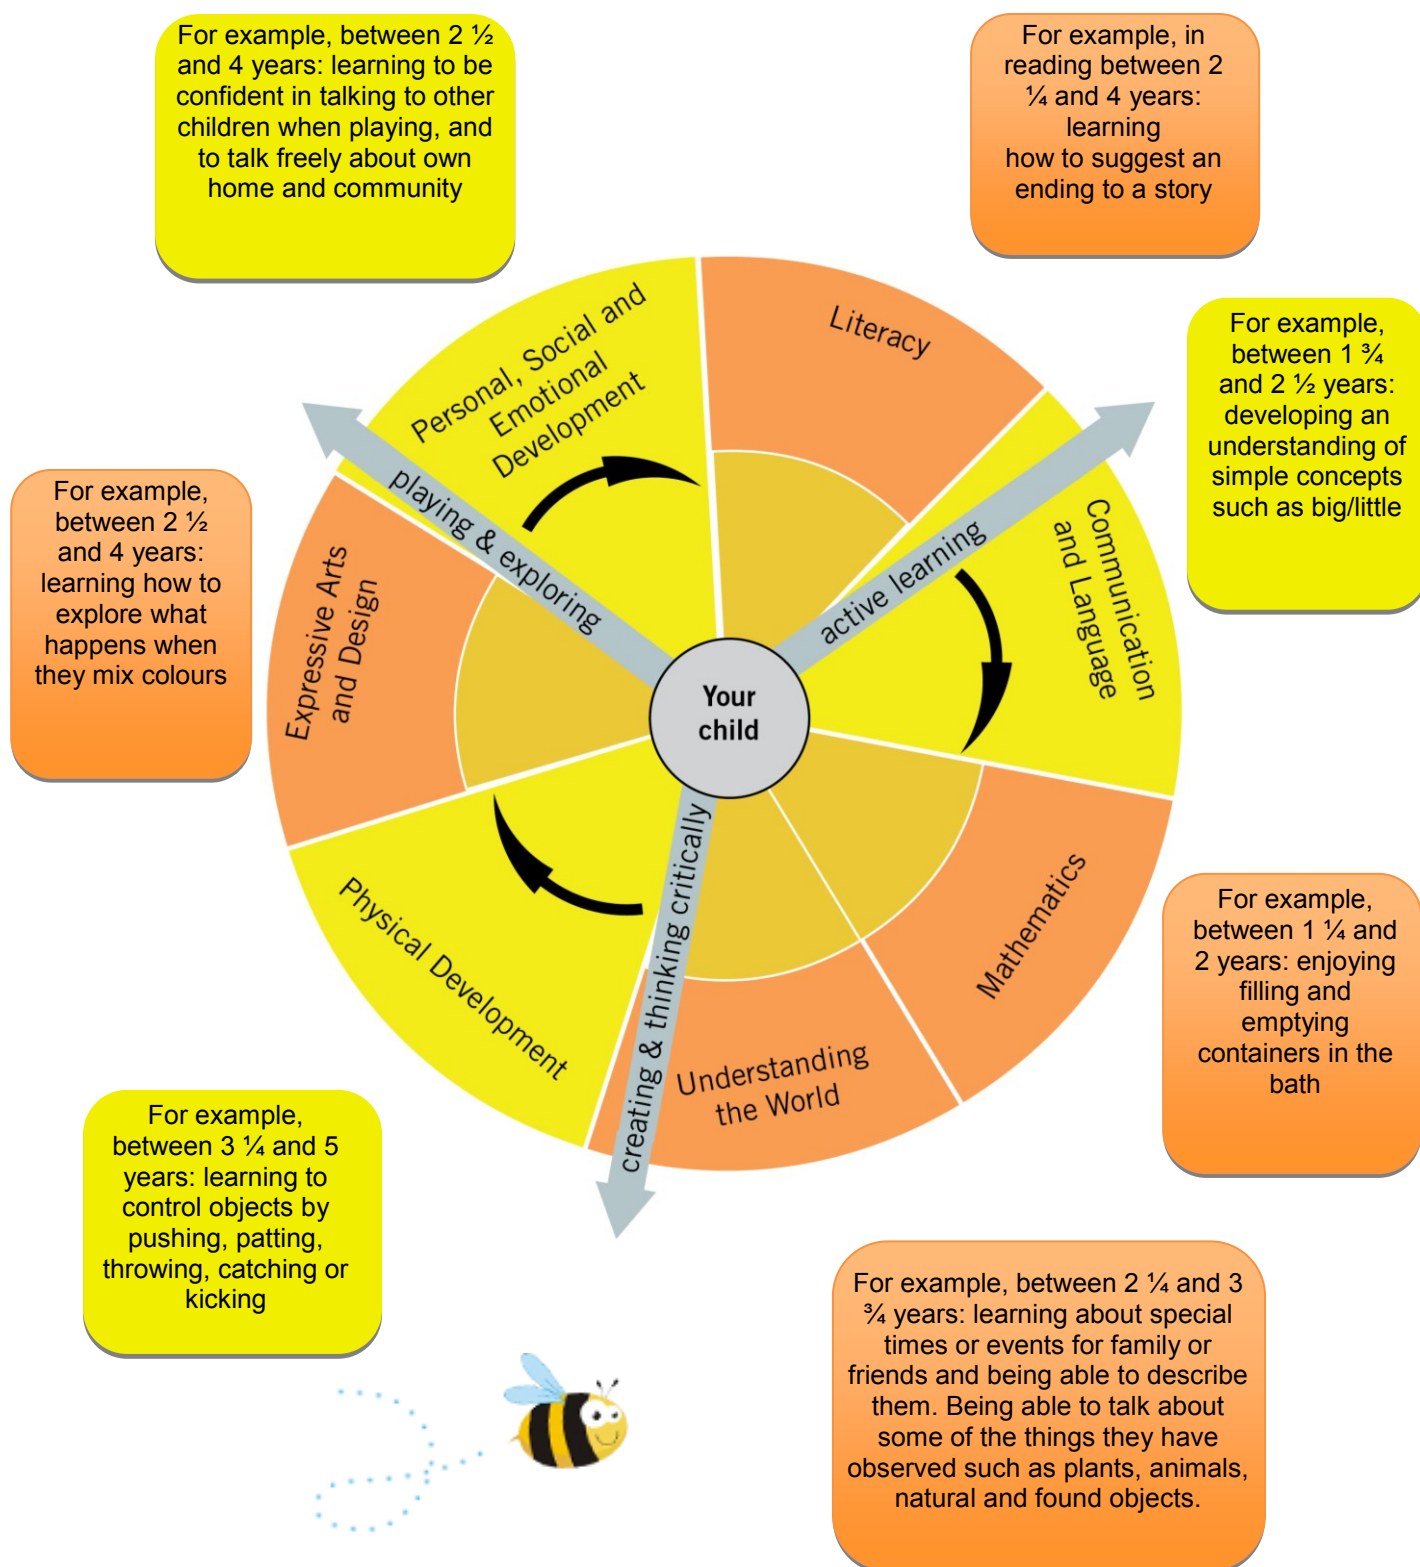 For example, between 2 ½
and 4 years: learning to be
confident in talking to other
children when playing, and
to talk freely about own
home and community
For example, in
reading between 2
¼ and 4 years:
learning
how to suggest an
ending to a story
For example,
between 1 ¾
and 2 ½ years:
developing an
understanding of
simple concepts
such as big/little
Personal, Social and
Emotional
Development
Literacy
Communication
and Language
playing & exploring
active learning
For example,
between 2 ½
and 4 years:
learning how to
explore what
happens when
they mix colours
Expressive Arts
and Design
Your
child
Physical Development
creating & thinking critically
Understanding
the World
Mathematics
For example,
between 1 ¼ and
2 years: enjoying
filling and
emptying
containers in the
bath
For example,
between 3 ¼ and 5
years: learning to
control objects by
pushing, patting,
throwing, catching or
kicking
For example, between 2 ¼ and 3
¾ years: learning about special
times or events for family or
friends and being able to describe
them. Being able to talk about
some of the things they have
observed such as plants, animals,
natural and found objects.